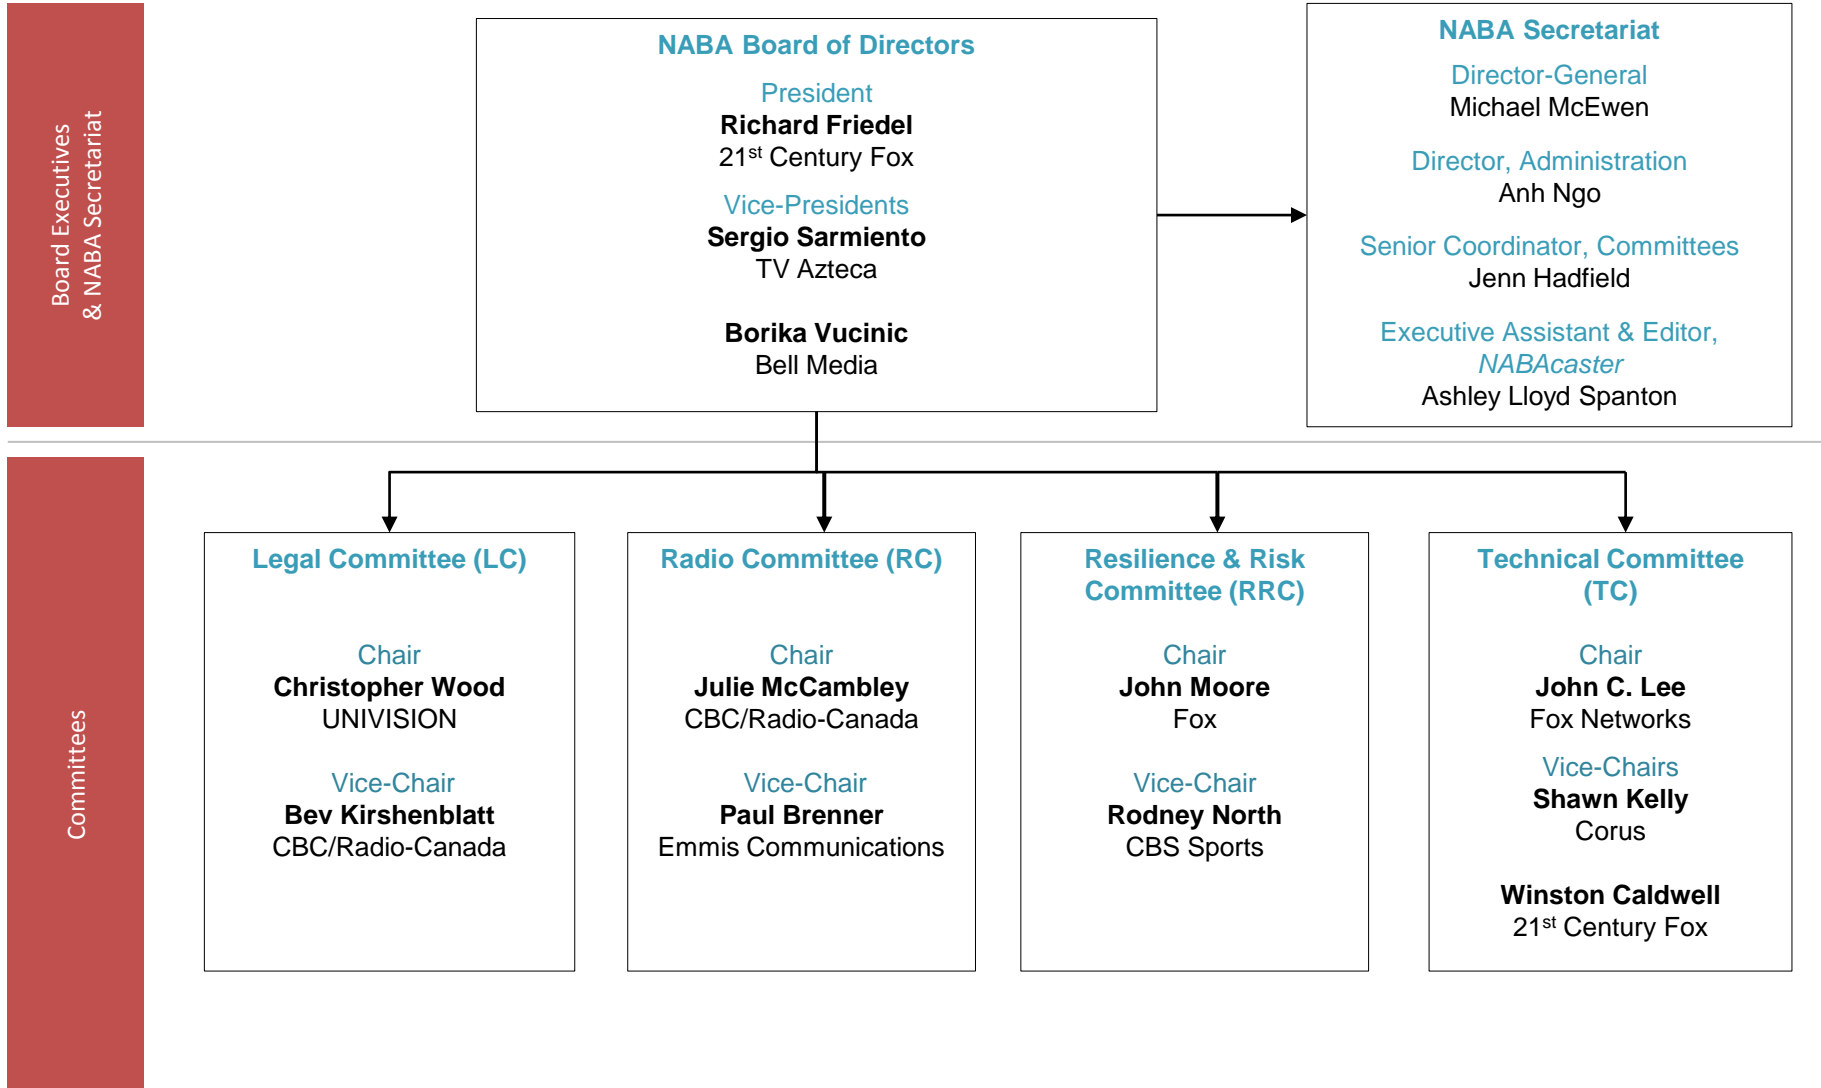 Board Executives
& NABA Secretariat
NABA Board of Directors
President
Richard Friedel
21st Century Fox
Vice-Presidents
Sergio Sarmiento
TV Azteca
Borika Vucinic
Bell Media
NABA Secretariat
Director-General
Michael McEwen
Director, Administration
Anh Ngo
Senior Coordinator, Committees
Jenn Hadfield
Executive Assistant & Editor,
NABAcaster
Ashley Lloyd Spanton
Committees
Legal Committee (LC)
Chair
Christopher Wood
UNIVISION
Vice-Chair
Bev Kirshenblatt
CBC/Radio-Canada
Radio Committee (RC)
Chair
Julie McCambley
CBC/Radio-Canada
Vice-Chair
Paul Brenner
Emmis Communications
Resilience & Risk
Committee (RRC)
Chair
John Moore
Fox
Vice-Chair
Rodney North
CBS Sports
Technical Committee
(TC)
Chair
John C. Lee
Fox Networks
Vice-Chairs
Shawn Kelly
Corus
Winston Caldwell
21st Century Fox